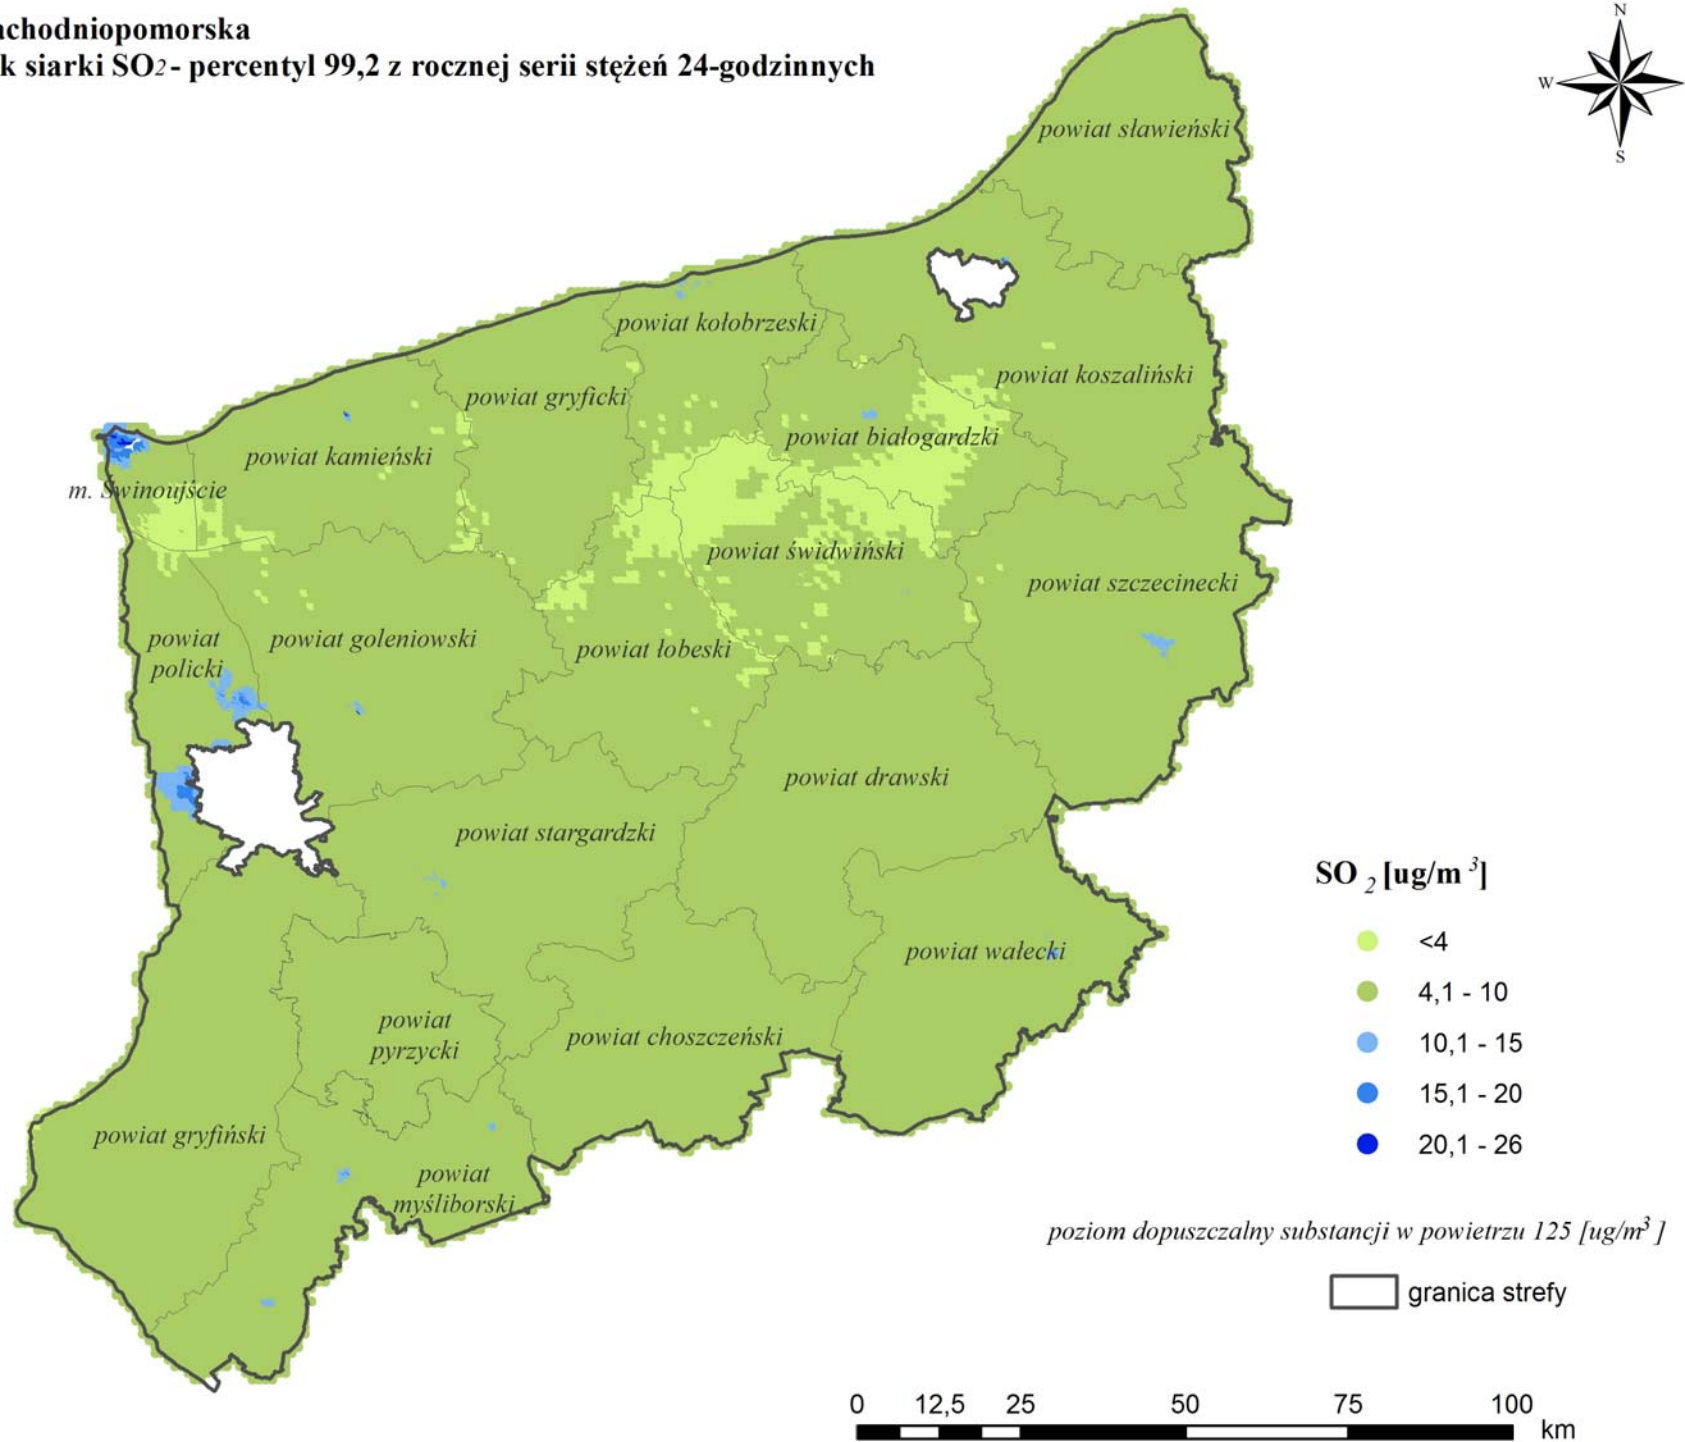 achodniopomorska
k siarki SO2 - percentyl 99,2 z rocznej serii stężeń 24-godzinnych
N
W
S
powiat sławieński
powiat kołobrzeski
powiat koszaliński
powiat gryficki
powiat białogardzki
powiat kamieński
m. Świnoujście
powiat świdwiński
powiat szczecinecki
powiat
policki
powiat goleniowski
powiat łobeski
powiat drawski
powiat stargardzki
powiat wałecki
powiat
pyrzycki
powiat choszczeński
powiat gryfiński
powiat
myśliborski
SO 2 [ug/m 3]
<4
4,1 - 10
10,1 - 15
15,1 - 20
20,1 - 26
poziom dopuszczalny substancji w powietrzu 125 [ug/m3 ]
granica strefy
0 12,5 25 50 75 100
km